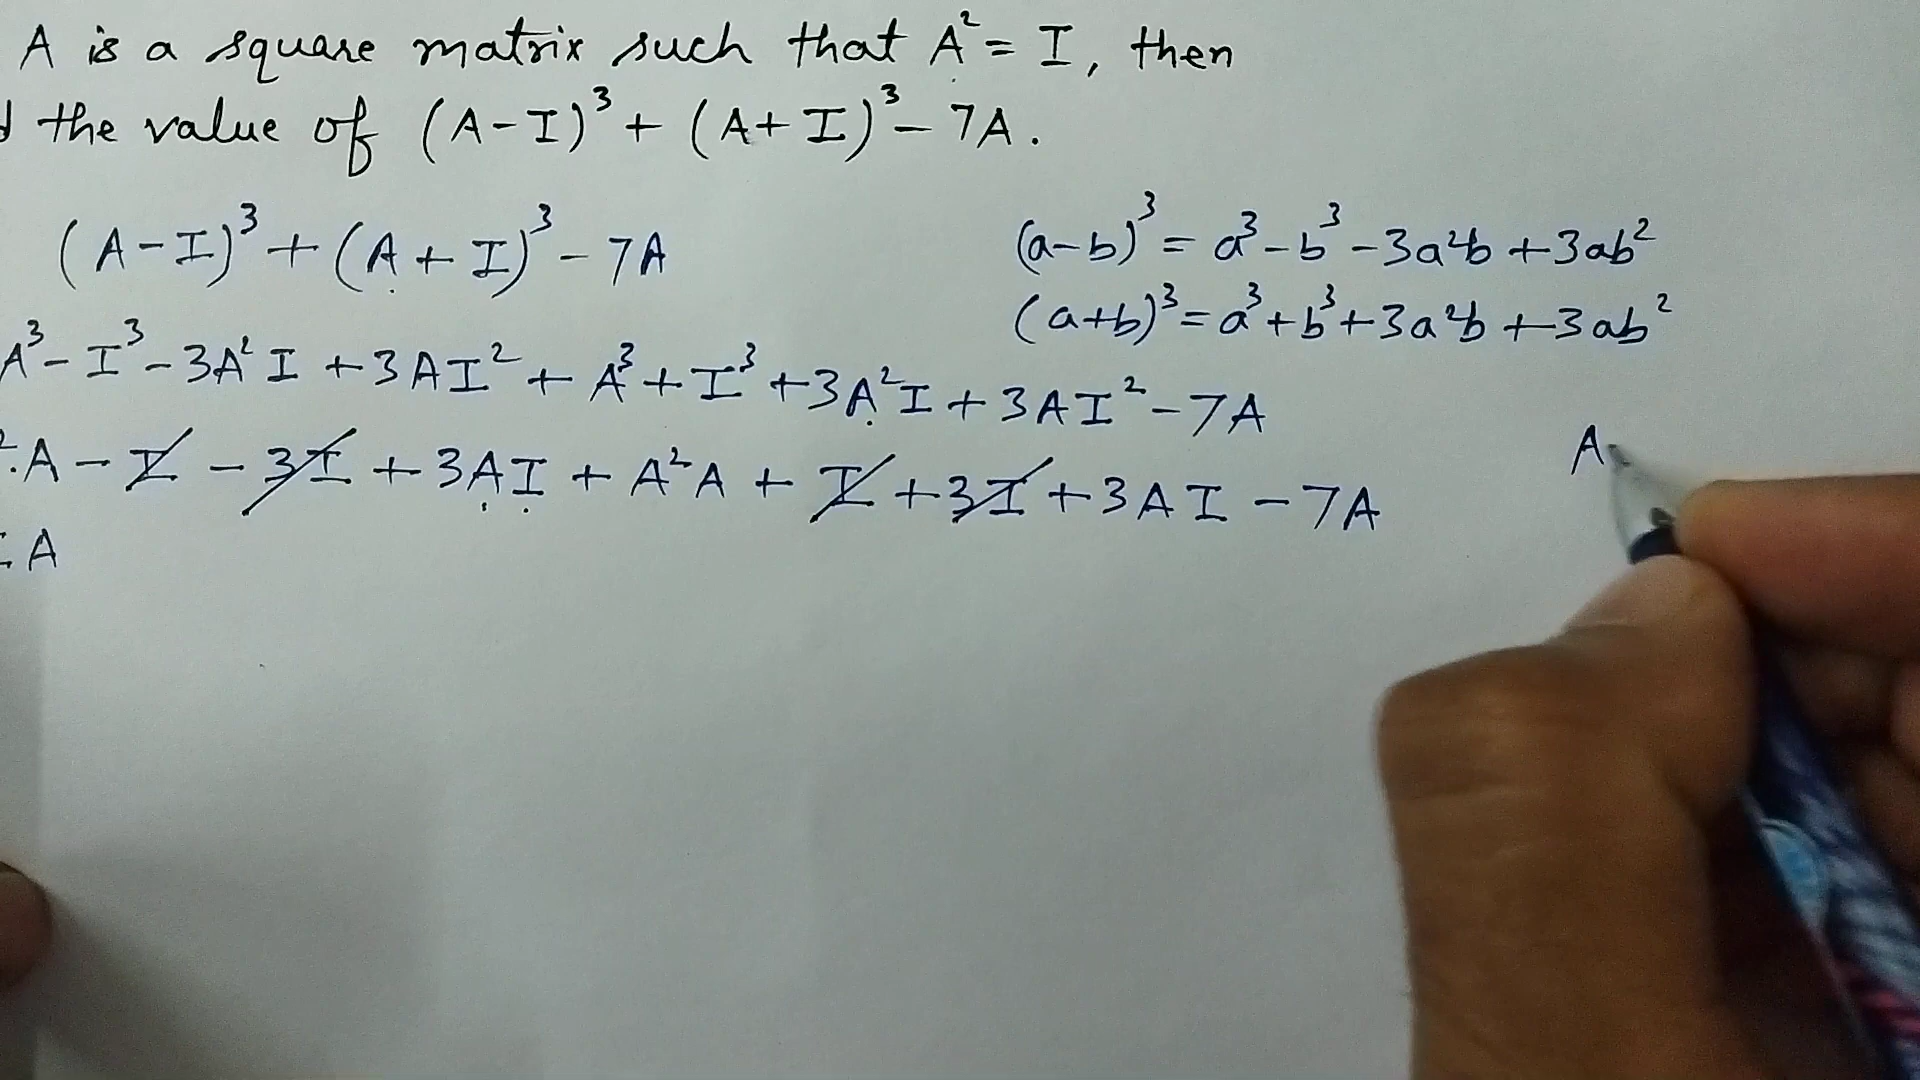 A is a square matrix such that A² = I, then
the value of (A-I)³ + (A+I)³ - 7A.
(A-I)³ + (A+I)³ - 7A
(a-b)³ = a³-b³-3a²b+3ab²
(a+b)³ = a³+b³+3a²b+3ab²
A³ - I³ - 3A²I + 3AI² + A³ + I³ + 3A²I + 3AI² - 7A
².A - I - 3I + 3AI + A²A + I + 3I + 3AI - 7A
A
A